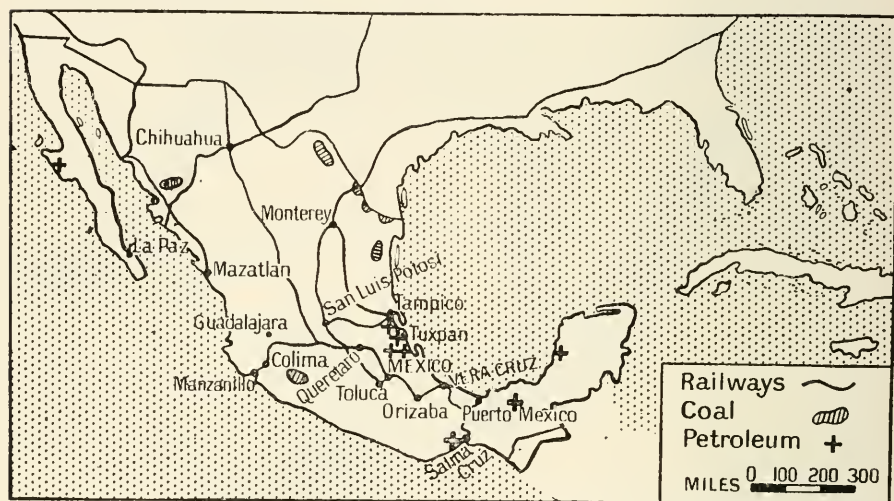 Chihuahua
Monterey
La Paz
Mazatlan
San Luis Potosi
Tampico
Guadalajara
Tuxpan
Colima
Queretaro
MEXICO
Manzanillo
Toluca
VERA CRUZ
Orizaba
Puerto Mexico
Salma
Cruz
Railways
Coal
Petroleum
MILES 0 100 200 300